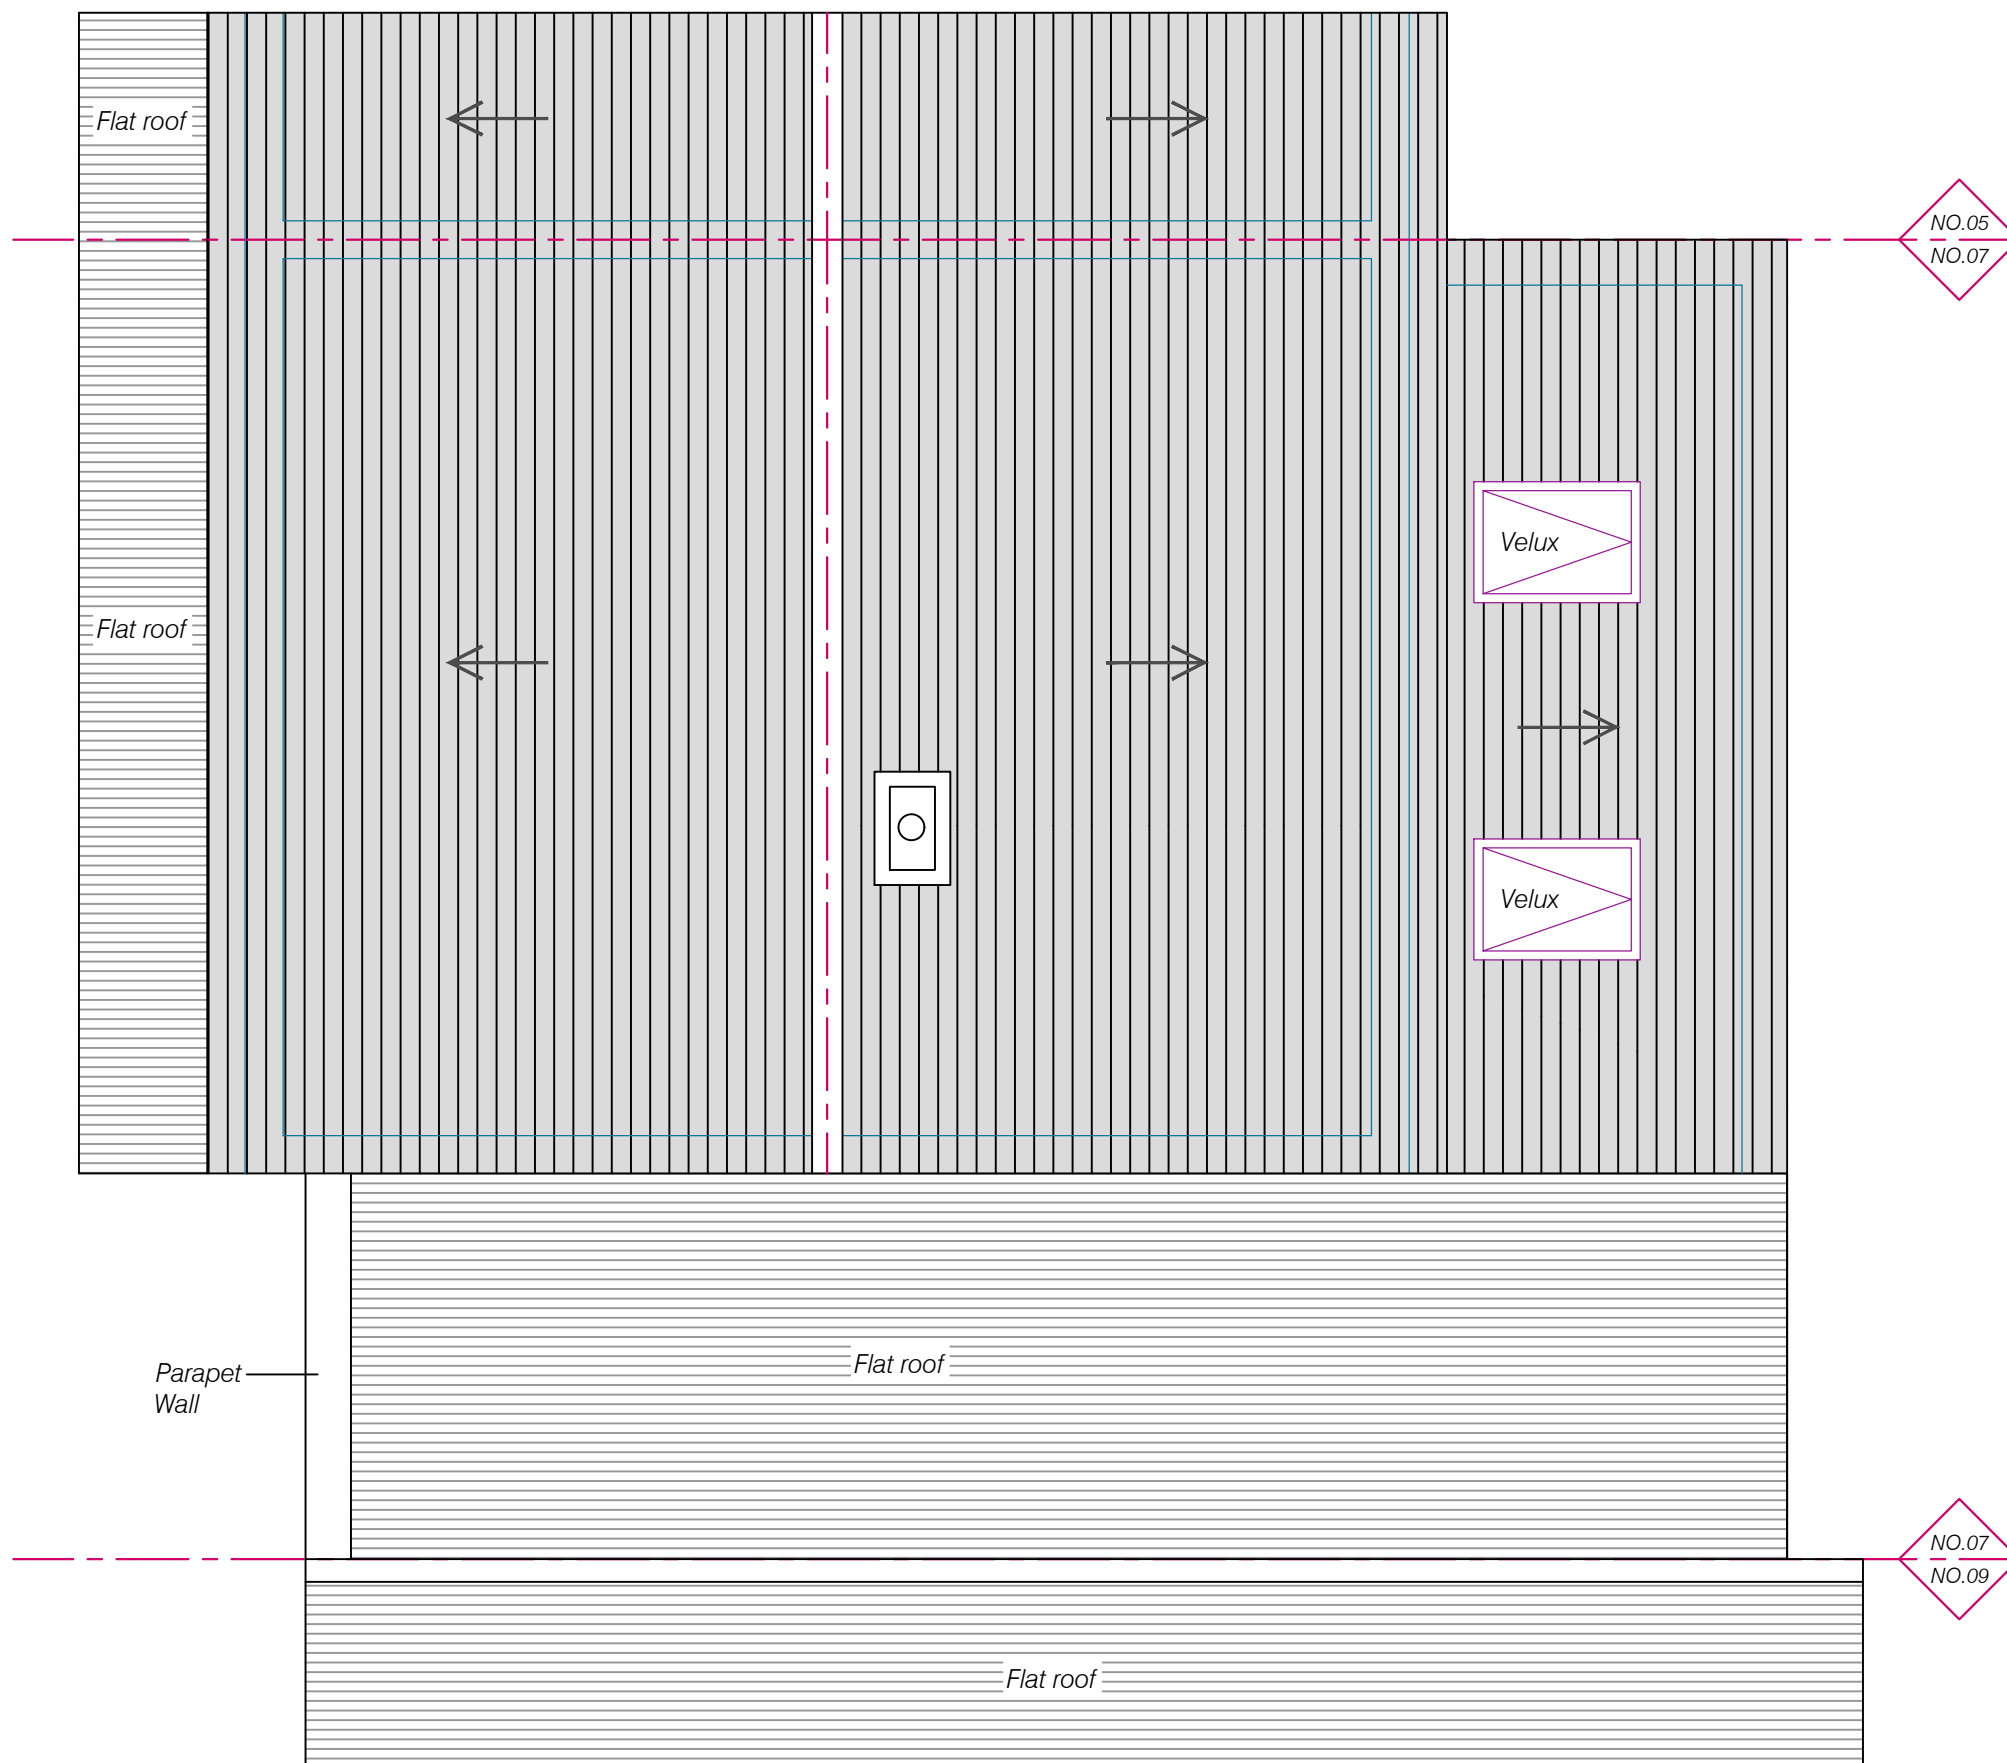 Flat roof
NO.05
NO.07
Velux
Flat roof
Velux
Flat roof
Parapet
Wall
NO.07
NO.09
Flat roof